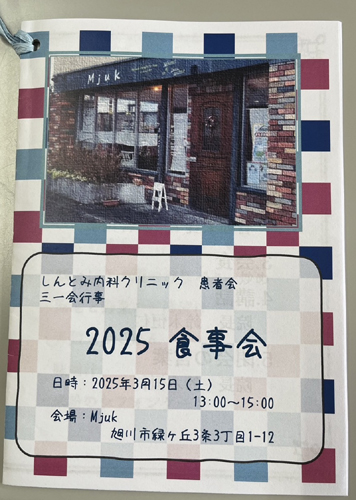 Mjuk
しんとみ内科クリニック 患者会
三一会行事
2025 食事会
日時:2025年3月15日(土)
13:00~15:00
会場:Mjuk
旭川市緑ヶ丘3条3丁目1-12